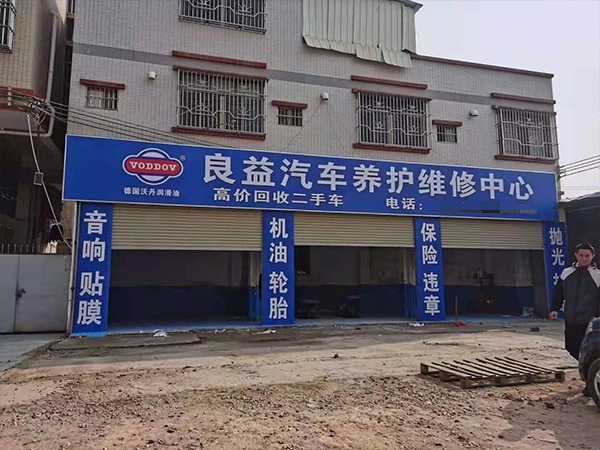 VODDOV
®
德国沃丹润滑油
良益汽车养护维修中心
高价回收二手车 电话:
音响贴膜
机油轮胎
保险违章
抛光